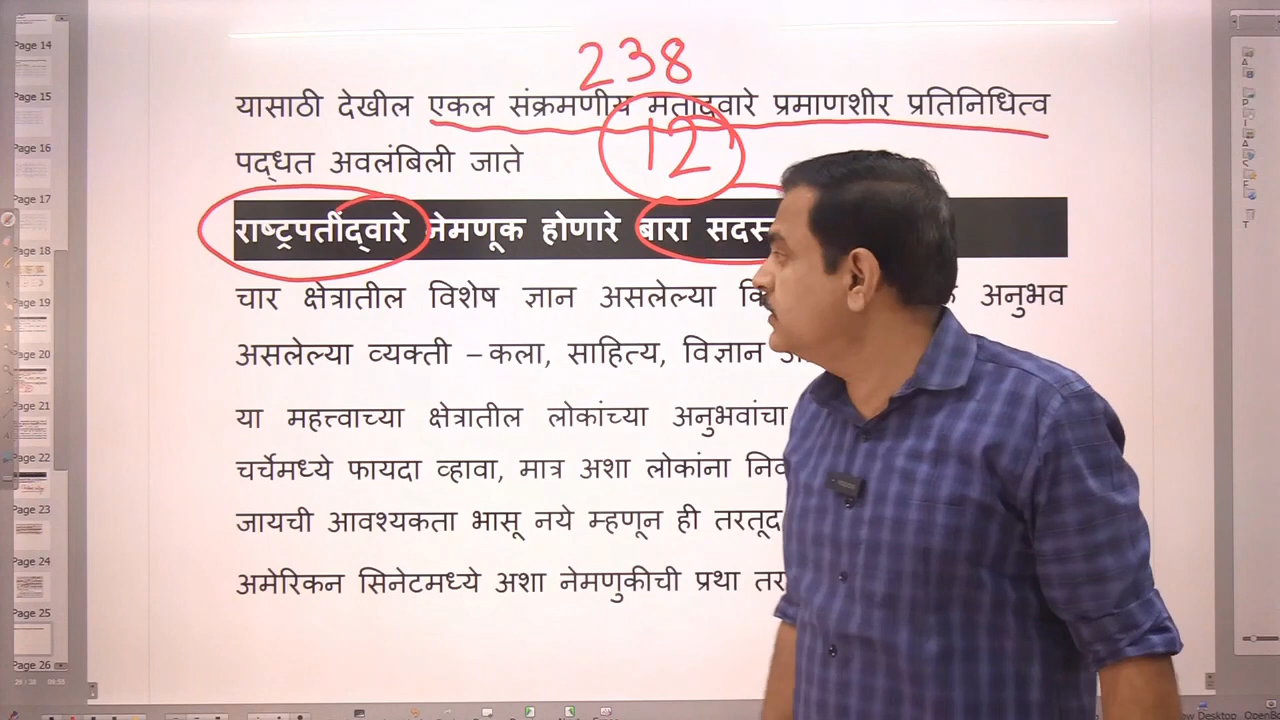 Page 14
Page 15
Page 16
Page 17
Page 18
Page 19
Page 20
Page 21
Page 22
Page 23
Page 24
Page 25
Page 26
238
यासाठी देखील एकल संक्रमणीय मताद्वारे प्रमाणशीर प्रतिनिधित्व
12
पद्धत अवलंबिली जाते
राष्ट्रपतींद्वारे नेमणूक होणारे बारा
चार क्षेत्रातील विशेष ज्ञान असलेल्या अनुभव
असलेल्या व्यक्ती – कला, साहित्य, विज्ञान
या महत्त्वाच्या क्षेत्रातील लोकांच्या अनुभवांचा
चर्चेमध्ये फायदा व्हावा, मात्र अशा लोकांना
जायची आवश्यकता भासू नये म्हणून ही तरतूद
अमेरिकन सिनेटमध्ये अशा नेमणुकीची प्रथा